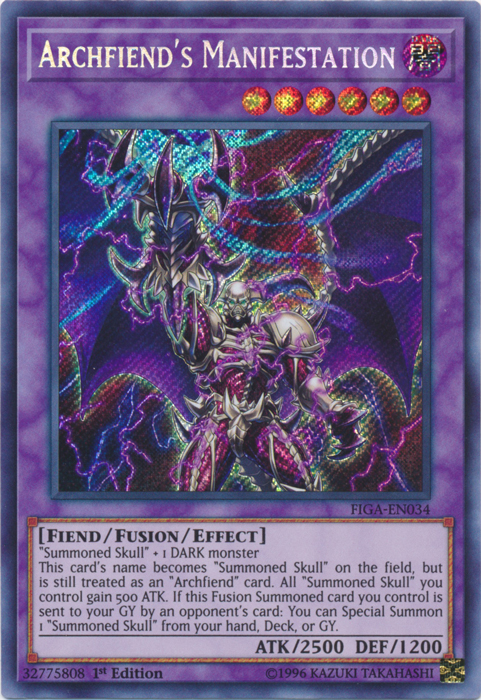 ARCHFIEND'S MANIFESTATION
FIGA-EN034
[FIEND/FUSION/EFFECT]
"Summoned Skull" + 1 DARK monster
This card's name becomes "Summoned Skull" on the field, but
is still treated as an "Archfiend" card. All "Summoned Skull" you
control gain 500 ATK. If this Fusion Summoned card you control is
sent to your GY by an opponent's card: You can Special Summon
1 "Summoned Skull" from your hand, Deck, or GY.
ATK/2500 DEF/1200
32775808 1st Edition ©1996 KAZUKI TAKAHASHI